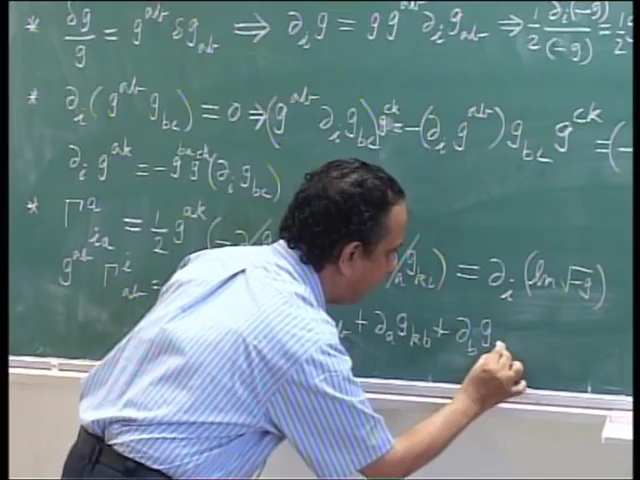 * δg/g = g^{ab} δg_{ab} ⇒ ∂_i g = g g^{ab} ∂_i g_{ab} ⇒ 1/2 ∂_i(-g)/(-g) = 1/2
* ∂_i (g^{ab} g_{bc}) = 0 ⇒ (g^{ab} ∂_i g_{bc}) g^{ck} = -(∂_i g^{ab}) g_{bc} g^{ck} = (-
∂_i g^{ak} = -g^{ba} g^{ck} (∂_i g_{bc})
* Γ^a_{ia} = 1/2 g^{ak} (-∂ g_{ki}) = ∂_i (ln √-g)
g^{ab} Γ^i_{ab} = + ∂_a g_{kb} + ∂_b g